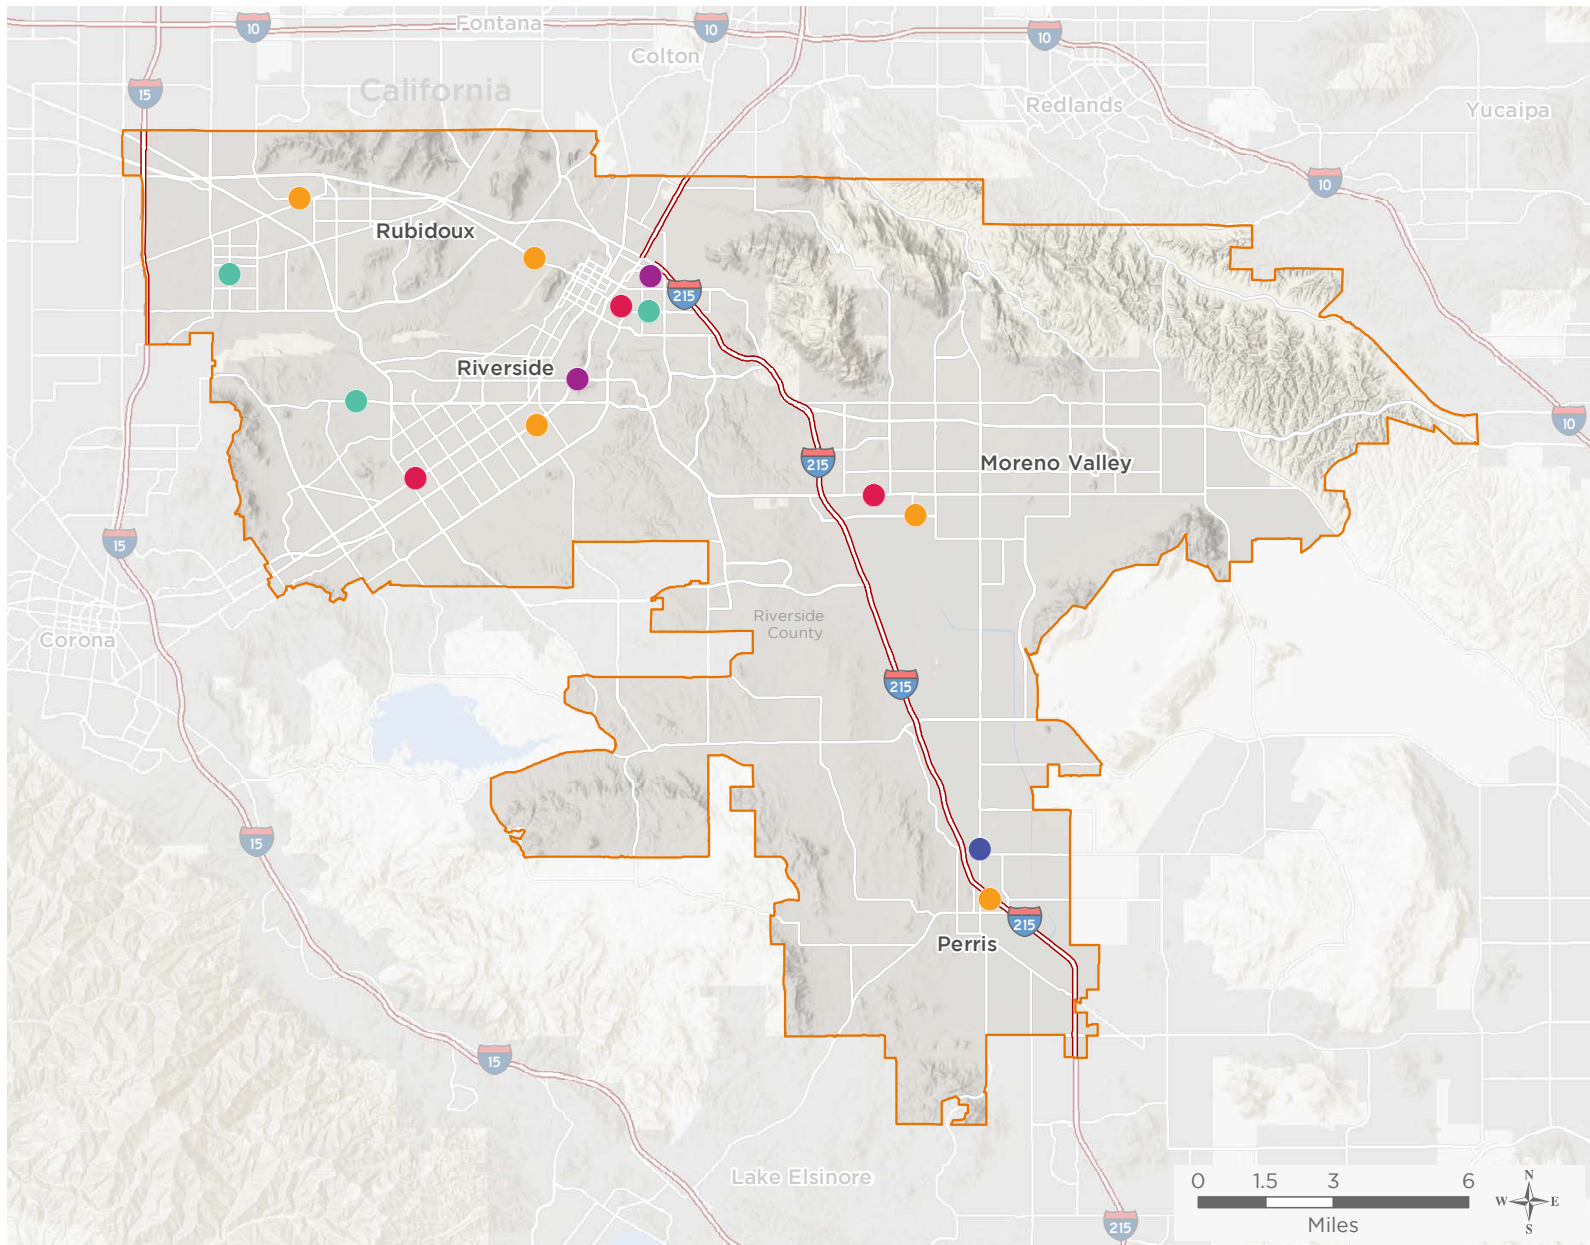 10
Fontana
10
10
Colton
California
15
Redlands
Yucaipa
10
Rubidoux
215
Riverside
10
215
Moreno Valley
15
Riverside
County
Corona
215
15
215
Perris
15
Lake Elsinore
0 1.5 3 6
Miles
N
W E
S
215